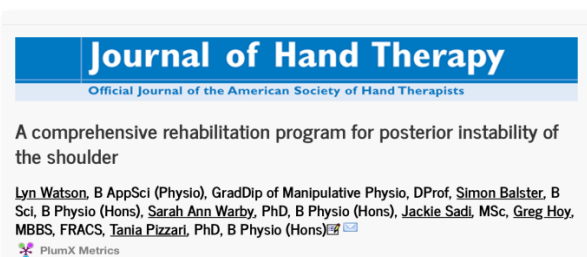 Journal of Hand Therapy
Official Journal of the American Society of Hand Therapists
A comprehensive rehabilitation program for posterior instability of
the shoulder
Lyn Watson, B AppSci (Physio), GradDip of Manipulative Physio, DProf, Simon Balster, B
Sci, B Physio (Hons), Sarah Ann Warby, PhD, B Physio (Hons), Jackie Sadi, MSc, Greg Hoy,
MBBS, FRACS, Tania Pizzari, PhD, B Physio (Hons)
PlumX Metrics